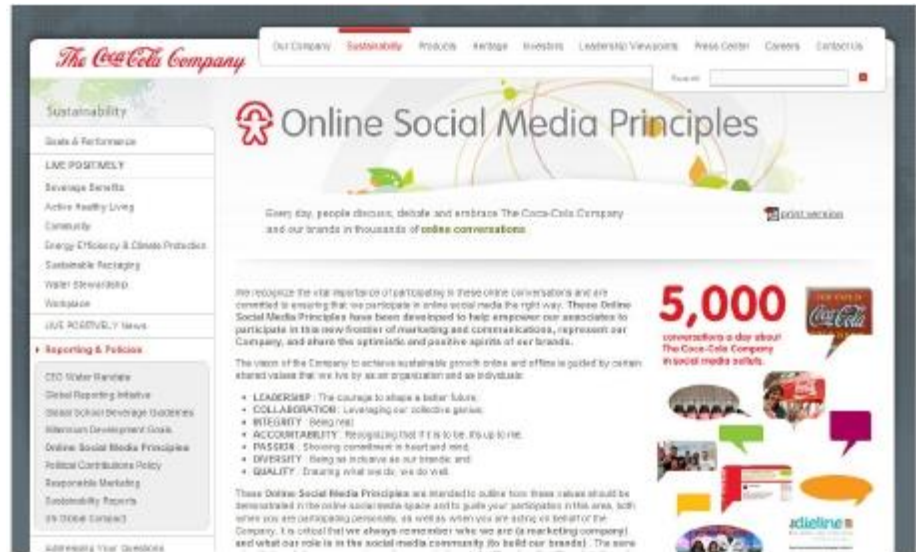 The Coca-Cola Company
Our Company Sustainability Products Heritage Investors Leadership Viewpoints Press Center Careers Contact Us
Search
Sustainability
Goals & Performance
LIVE POSITIVELY
Beverage Benefits
Active Healthy Living
Community
Energy Efficiency & Climate Protection
Sustainable Packaging
Water Stewardship
Workplace
LIVE POSITIVELY News
Reporting & Policies
CEO Water Mandate
Global Reporting Initiative
Global School Beverage Guidelines
Millennium Development Goals
Online Social Media Principles
Political Contributions Policy
Responsible Marketing
Sustainability Reports
UN Global Compact
Addressing Your Questions
Online Social Media Principles
Every day, people discuss, debate and embrace The Coca-Cola Company
and our brands in thousands of online conversations
print version
We recognize the vital importance of participating in these online conversations and are
committed to ensuring that we participate in online social media the right way. These Online
Social Media Principles have been developed to help empower our associates to
participate in this new frontier of marketing and communications, represent our
Company, and share the optimistic and positive spirits of our brands.
The vision of the Company to achieve sustainable growth online and offline is guided by certain
shared values that we live by as an organization and as individuals:
• LEADERSHIP: The courage to shape a better future;
• COLLABORATION: Leveraging our collective genius;
• INTEGRITY: Being real;
• ACCOUNTABILITY: Recognizing that if it is to be, it's up to me;
• PASSION: Showing commitment in heart and mind;
• DIVERSITY: Being as inclusive as our brands; and
• QUALITY: Ensuring what we do, we do well.
These Online Social Media Principles are intended to outline how these values should be
demonstrated in the online social media space and to guide your participation in this area, both
when you are participating personally, as well as when you are acting on behalf of the
Company. It is critical that we always remember who we are (a marketing company)
and what our role is in the social media community (to build our brands). The same
5,000
conversations a day about
The Coca-Cola Company
in social media outlets.
Coca-Cola
dieline